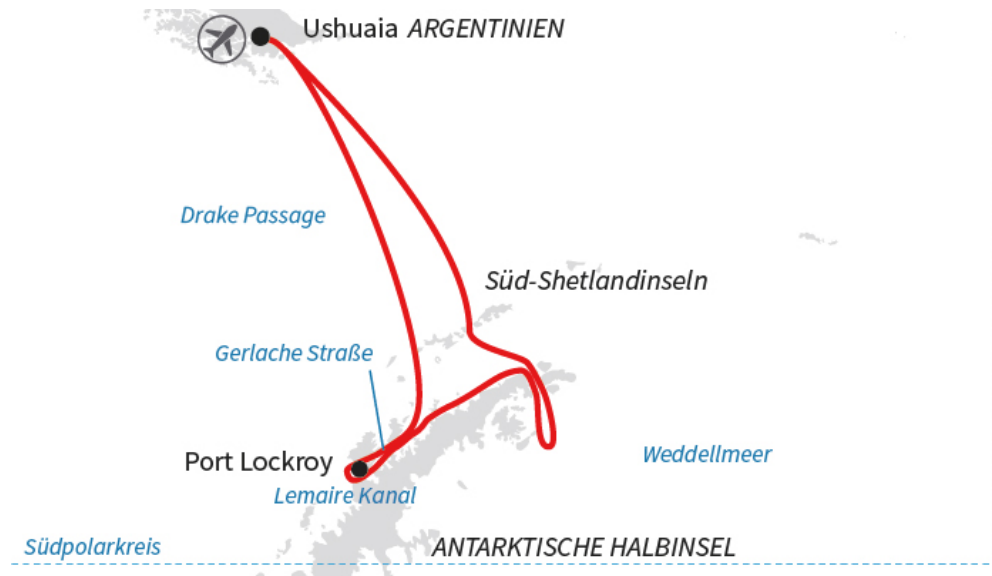 Ushuaia ARGENTINIEN
Drake Passage
Süd-Shetlandinseln
Gerlache Straße
Port Lockroy
Weddellmeer
Lemaire Kanal
Südpolarkreis
ANTARKTISCHE HALBINSEL